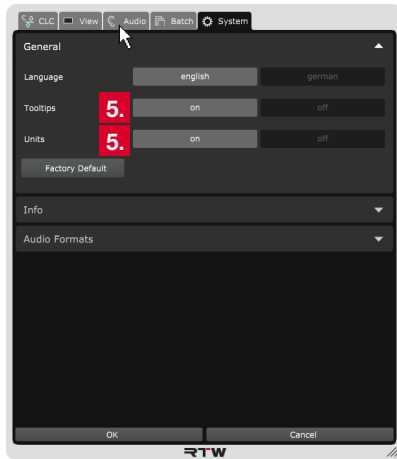 CLC View Audio Batch System
General
Language english german
Tooltips 5. on off
Units 5. on off
Factory Default
Info
Audio Formats
OK Cancel
RTW